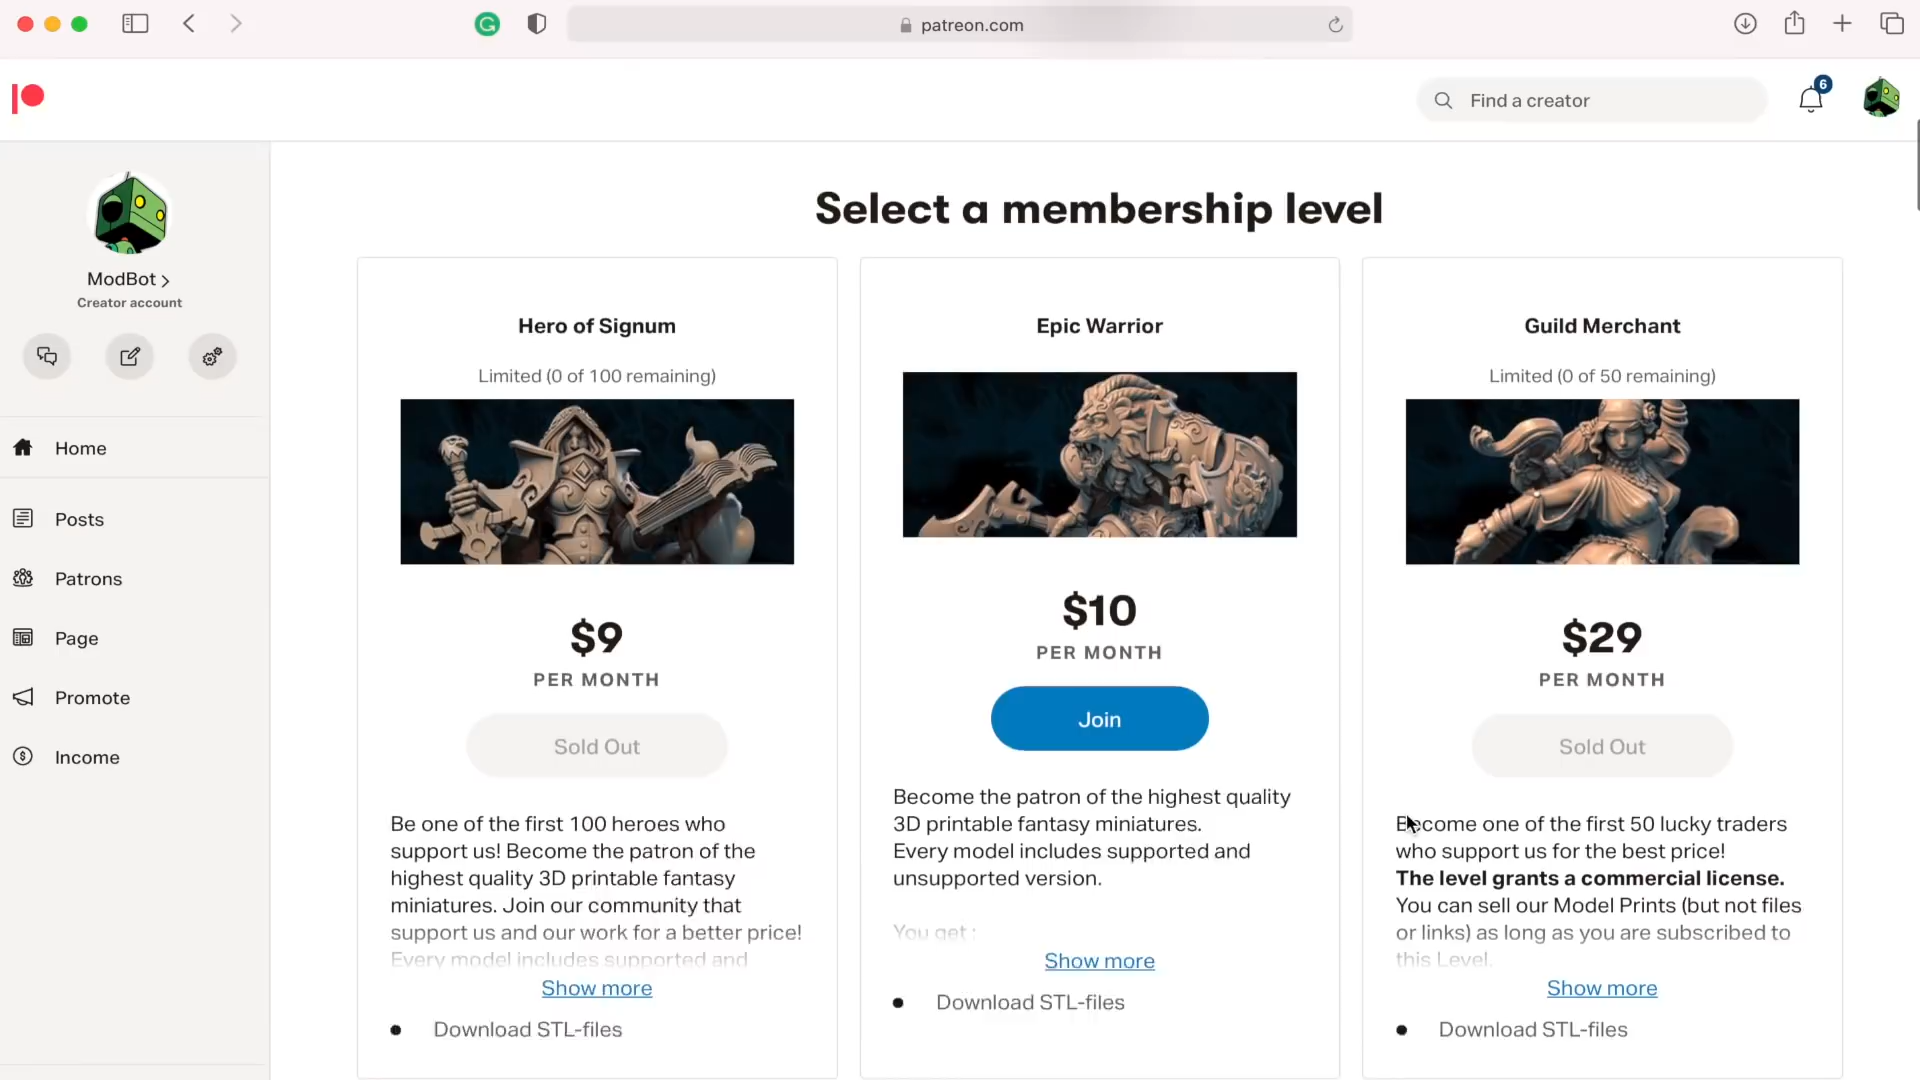 patreon.com
Find a creator
6
ModBot >
Creator account
Home
Posts
Patrons
Page
Promote
Income
Select a membership level
Hero of Signum
Limited (0 of 100 remaining)
$9
PER MONTH
Sold Out
Be one of the first 100 heroes who
support us! Become the patron of the
highest quality 3D printable fantasy
miniatures. Join our community that
support us and our work for a better price!
Every model includes supported and
Show more
Download STL-files
Epic Warrior
$10
PER MONTH
Join
Become the patron of the highest quality
3D printable fantasy miniatures.
Every model includes supported and
unsupported version.
You get :
Show more
Download STL-files
Guild Merchant
Limited (0 of 50 remaining)
$29
PER MONTH
Sold Out
Become one of the first 50 lucky traders
who support us for the best price!
The level grants a commercial license.
You can sell our Model Prints (but not files
or links) as long as you are subscribed to
this Level.
Show more
Download STL-files